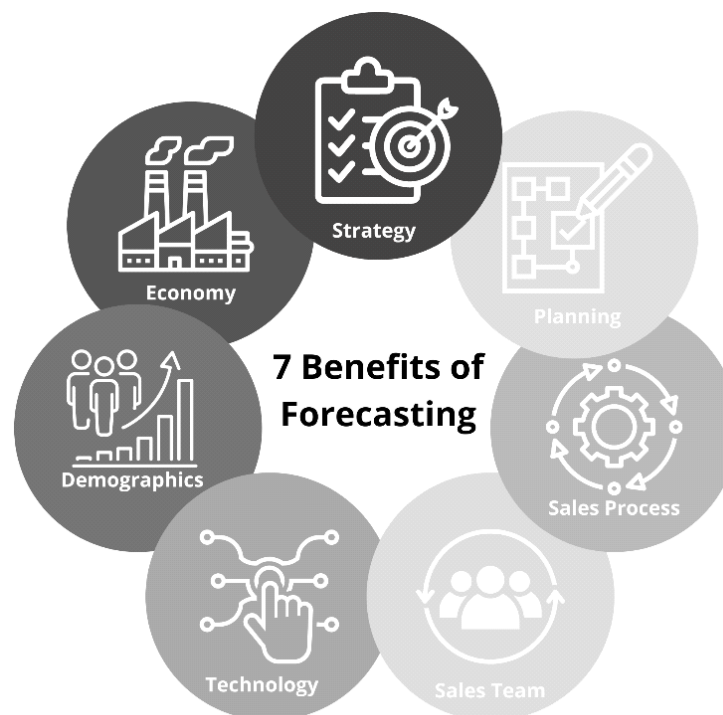 Strategy
Planning
Economy
7 Benefits of
Forecasting
Demographics
Sales Process
Technology
Sales Team